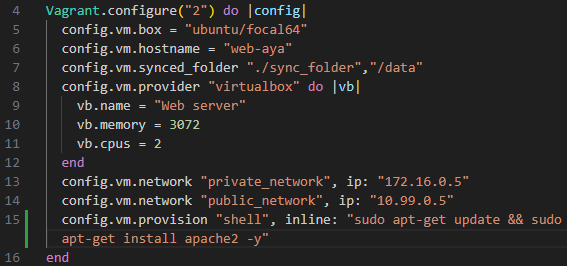 4 Vagrant.configure("2") do |config|
5 config.vm.box = "ubuntu/focal64"
6 config.vm.hostname = "web-aya"
7 config.vm.synced_folder "./sync_folder","/data"
8 config.vm.provider "virtualbox" do |vb|
9 vb.name = "Web server"
10 vb.memory = 3072
11 vb.cpus = 2
12 end
13 config.vm.network "private_network", ip: "172.16.0.5"
14 config.vm.network "public_network", ip: "10.99.0.5"
15 config.vm.provision "shell", inline: "sudo apt-get update && sudo
apt-get install apache2 -y"
16 end